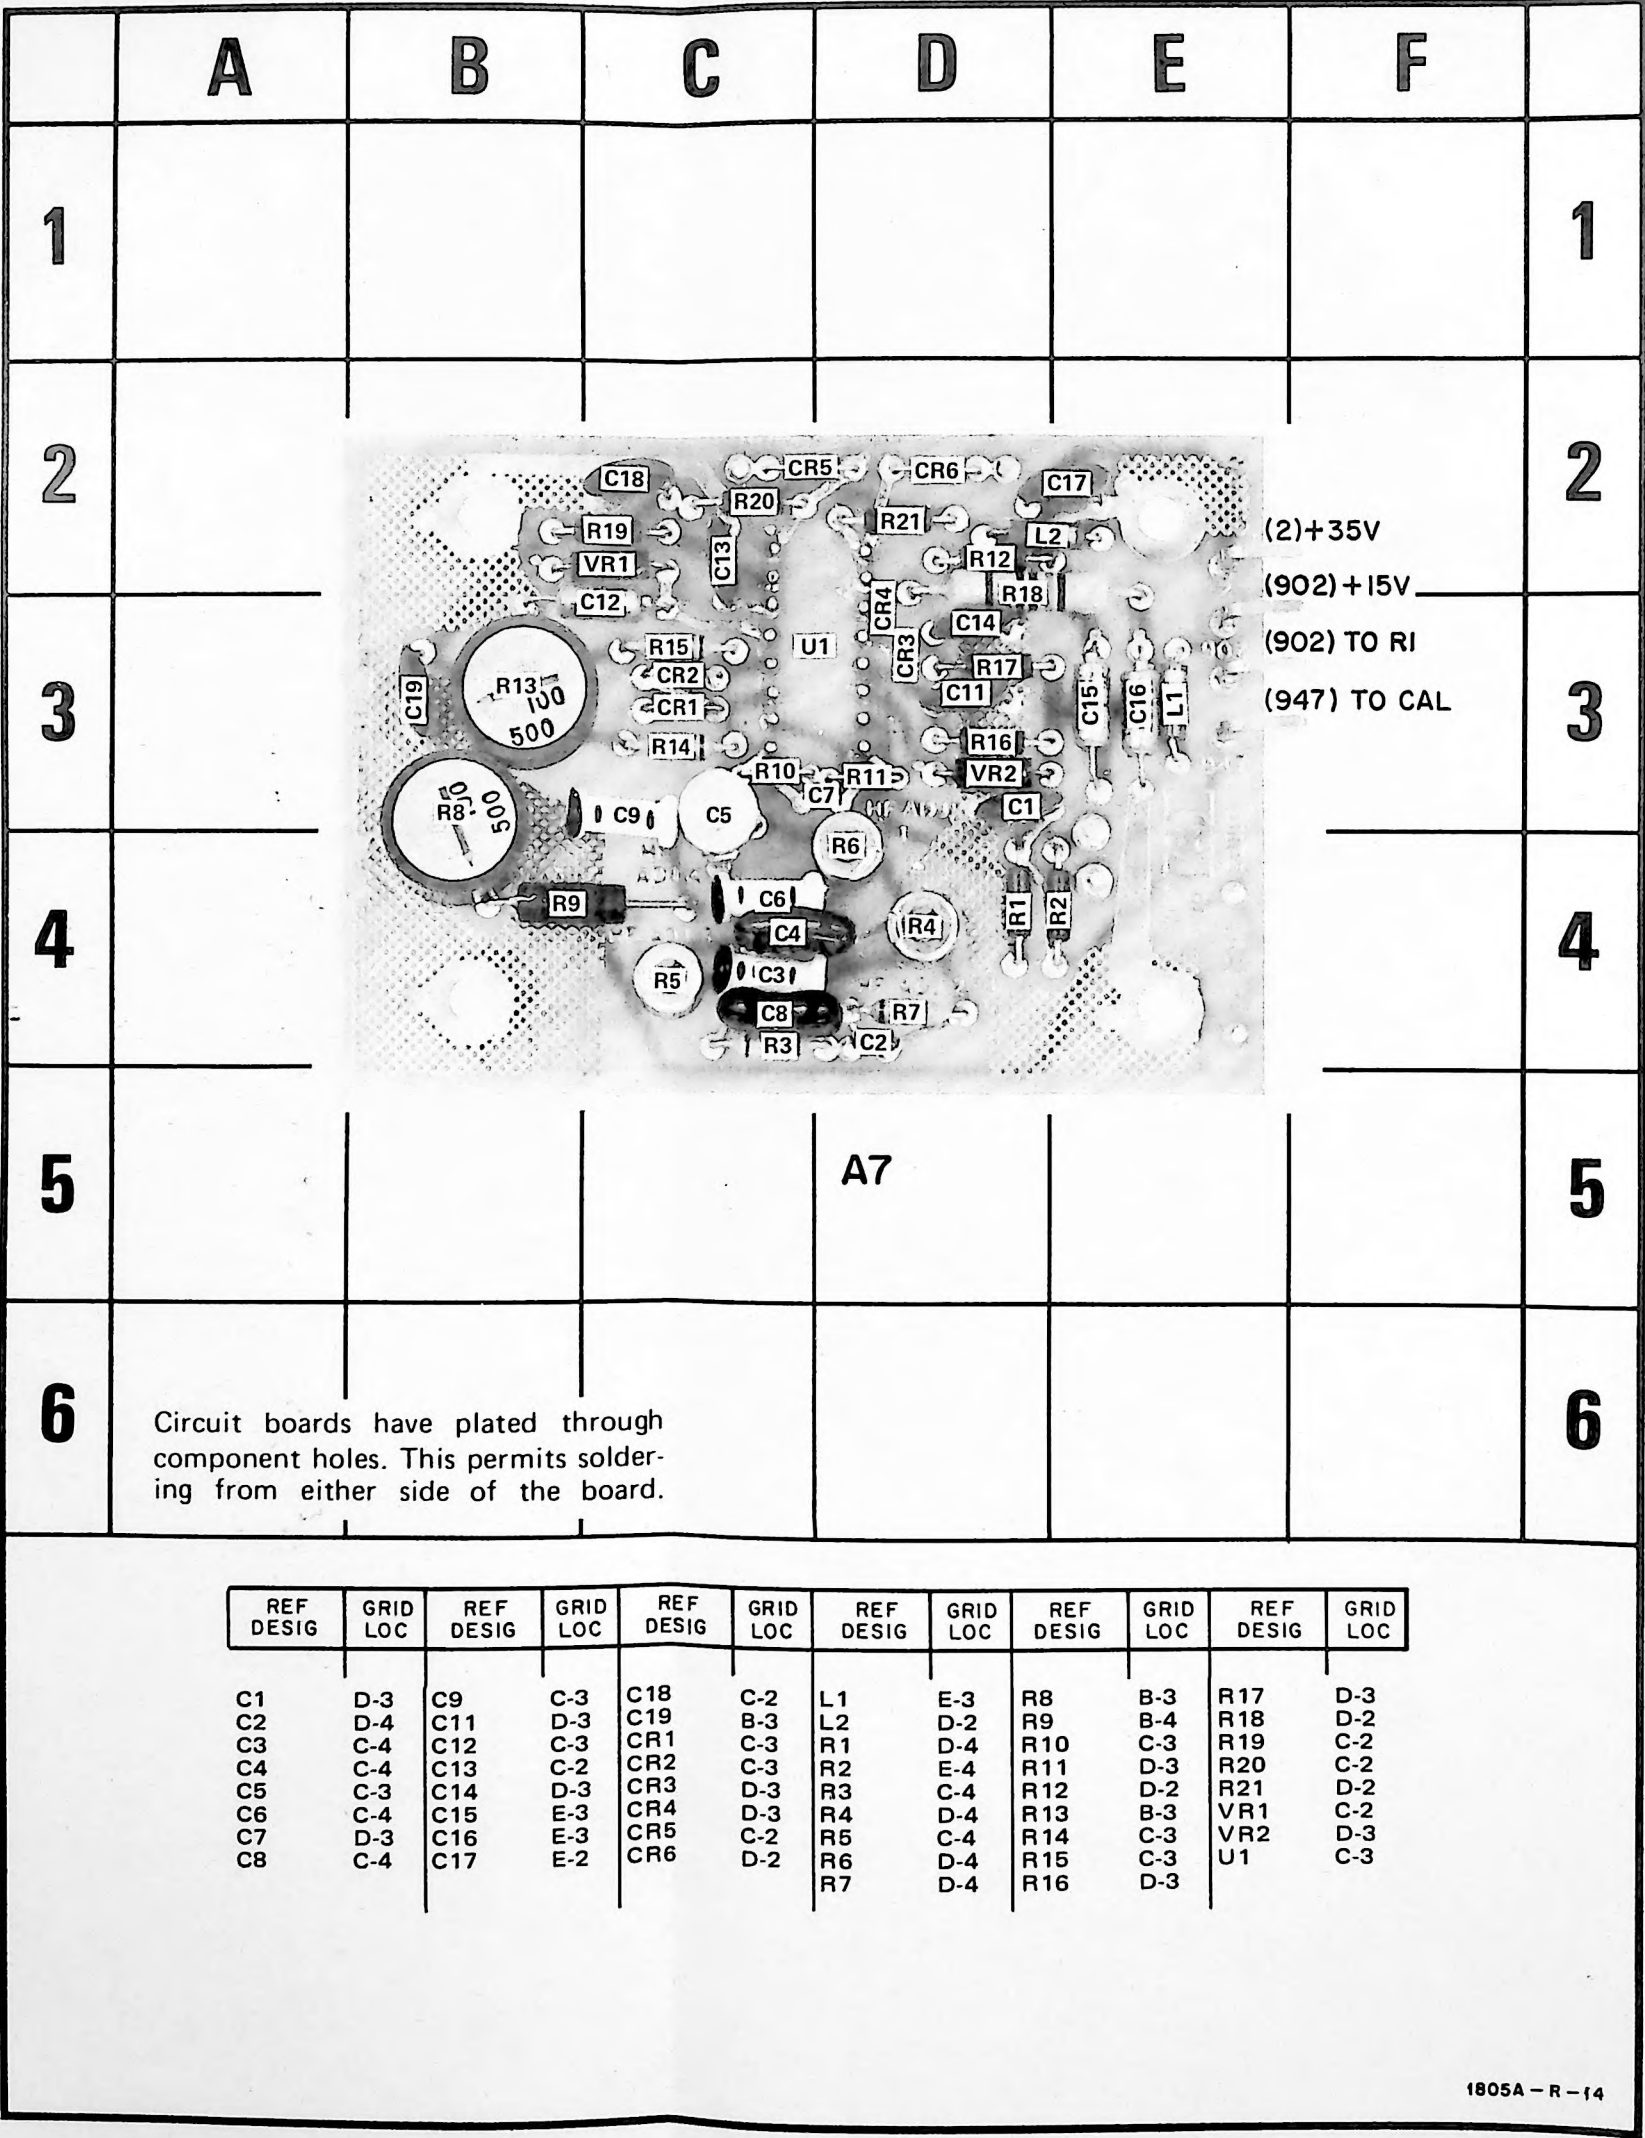 A B C D E F
1 1
2 2
C18 CR5 CR6 C17
R20
R19 R21 L2 (2)+35V
VR1 C13 R12
C12 CR4 R18 (902)+15V
C14
R15 U1 CR3 R17 (902) TO R1
CR2
3 C19 R13 C11 3
100
500
CR1 C15 C16 L1 (947) TO CAL
R14 R16
R10 R11 VR2
R8 500 C9 C5 C7 HF ADJ C1
R6
ADJ
R9 C6 R1 R2
4 C4 R4 4
R5 C3
C8 R7
R3 C2
5 A7 5
6 6
Circuit boards have plated through
component holes. This permits solder-
ing from either side of the board.
REF GRID REF GRID REF GRID REF GRID REF GRID REF GRID
DESIG LOC DESIG LOC DESIG LOC DESIG LOC DESIG LOC DESIG LOC
C1 D-3 C9 C-3 C18 C-2 L1 E-3 R8 B-3 R17 D-3
C2 D-4 C11 D-3 C19 B-3 L2 D-2 R9 B-4 R18 D-2
C3 C-4 C12 C-3 CR1 C-3 R1 D-4 R10 C-3 R19 C-2
C4 C-4 C13 C-2 CR2 C-3 R2 E-4 R11 D-3 R20 C-2
C5 C-3 C14 D-3 CR3 D-3 R3 C-4 R12 D-2 R21 D-2
C6 C-4 C15 E-3 CR4 D-3 R4 D-4 R13 B-3 VR1 C-2
C7 D-3 C16 E-3 CR5 C-2 R5 C-4 R14 C-3 VR2 D-3
C8 C-4 C17 E-2 CR6 D-2 R6 D-4 R15 C-3 U1 C-3
R7 D-4 R16 D-3
1805A-R-14